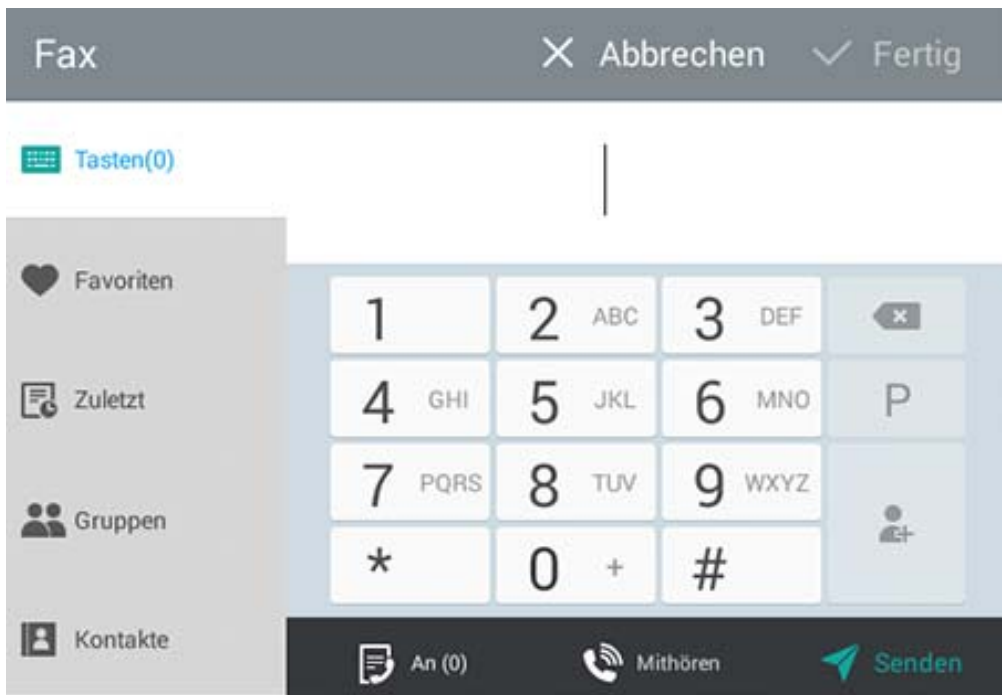 Fax Abbrechen Fertig
Tasten(0)
Favoriten
Zuletzt
Gruppen
Kontakte
1 2 ABC 3 DEF
4 GHI 5 JKL 6 MNO P
7 PQRS 8 TUV 9 WXYZ
* 0 + #
An (0) Mithören Senden